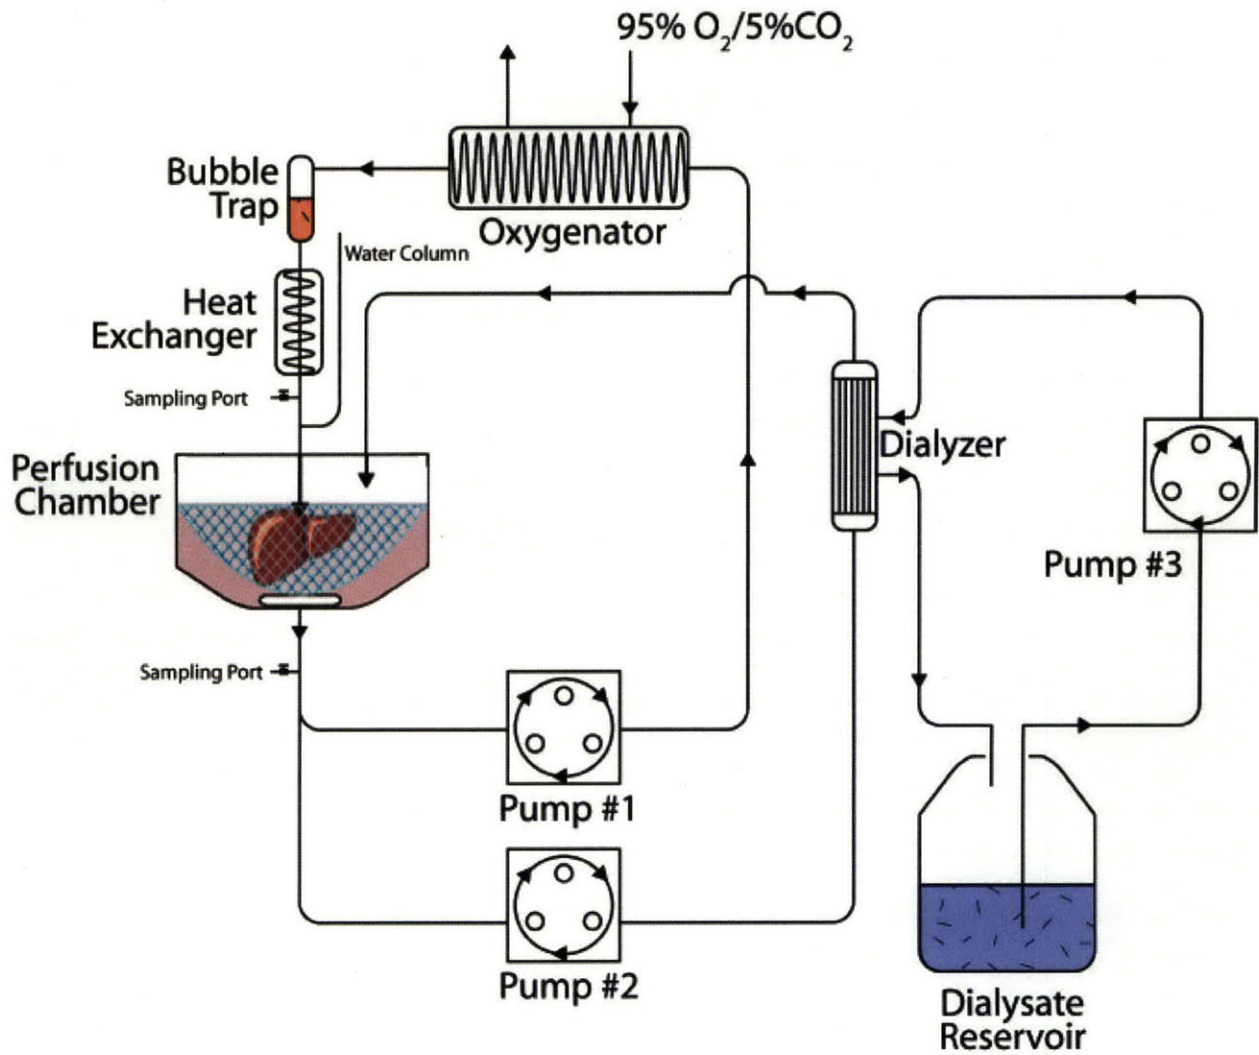 95% O2/5%CO2
Bubble
Trap
Oxygenator
Water Column
Heat
Exchanger
Sampling Port
Perfusion
Chamber
Dialyzer
Pump #3
Sampling Port
Pump #1
Pump #2
Dialysate
Reservoir